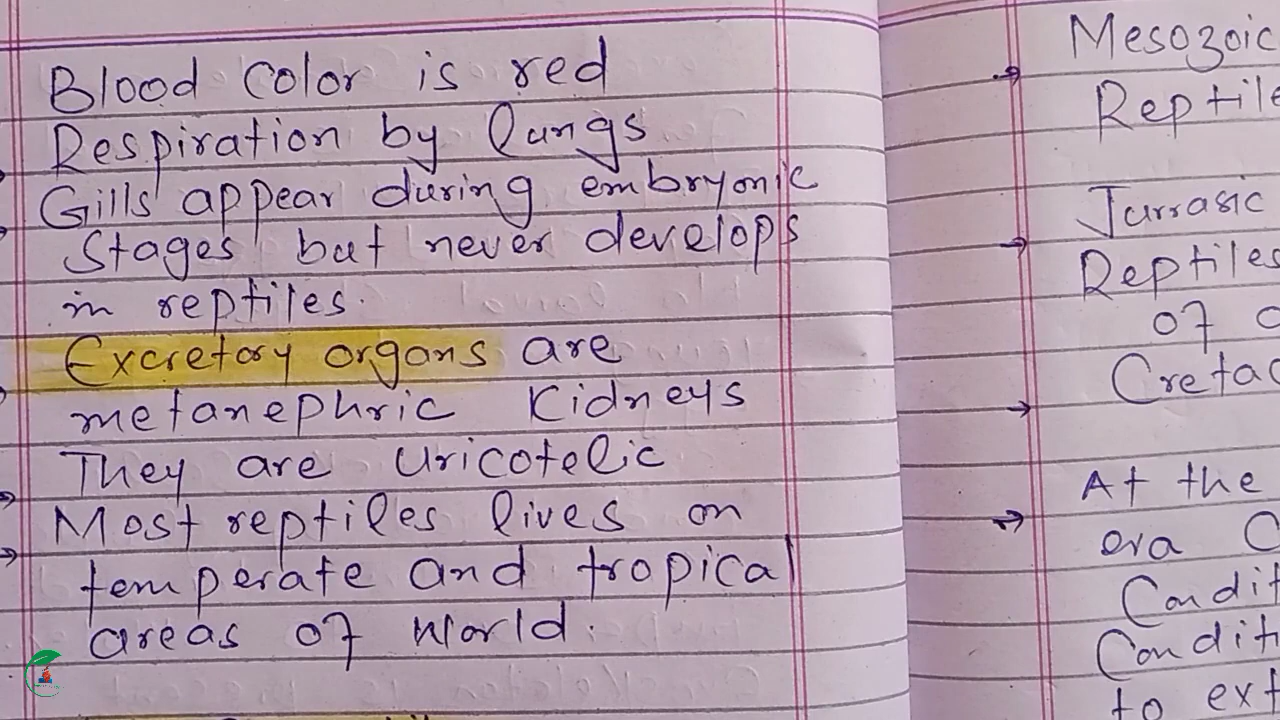 Blood Color is red
Respiration by lungs
Gills appear during embryonic
Stages but never develops
in reptiles.
Excretory organs are
metanephric Kidneys
They are Uricotelic
Most reptiles lives on
temperate and tropical
areas of World.
Mesozoic
Reptile
Jurrasic
Reptiles
of
Cretac
At the
era
Condit
Condit
to ext